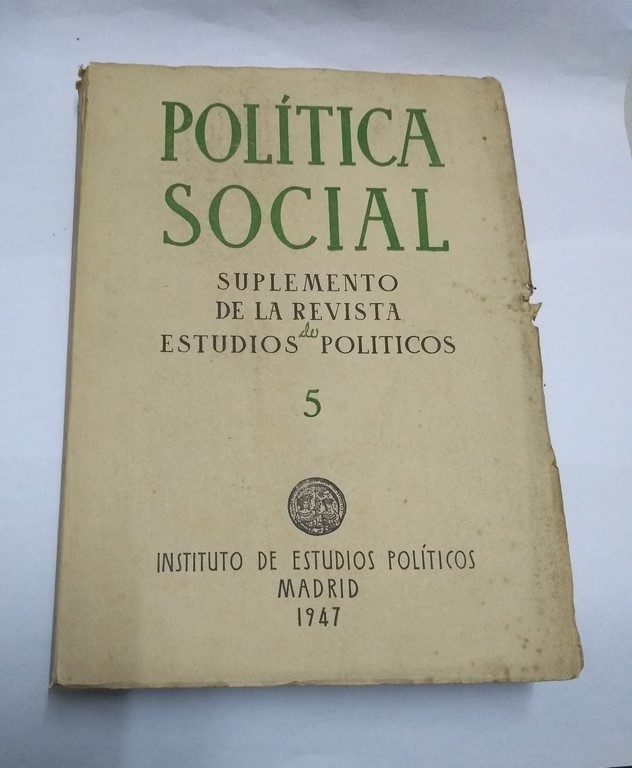 POLÍTICA
SOCIAL
SUPLEMENTO
DE LA REVISTA
ESTUDIOS de POLITICOS
5
INSTITUTO DE ESTUDIOS POLÍTICOS
MADRID
1947